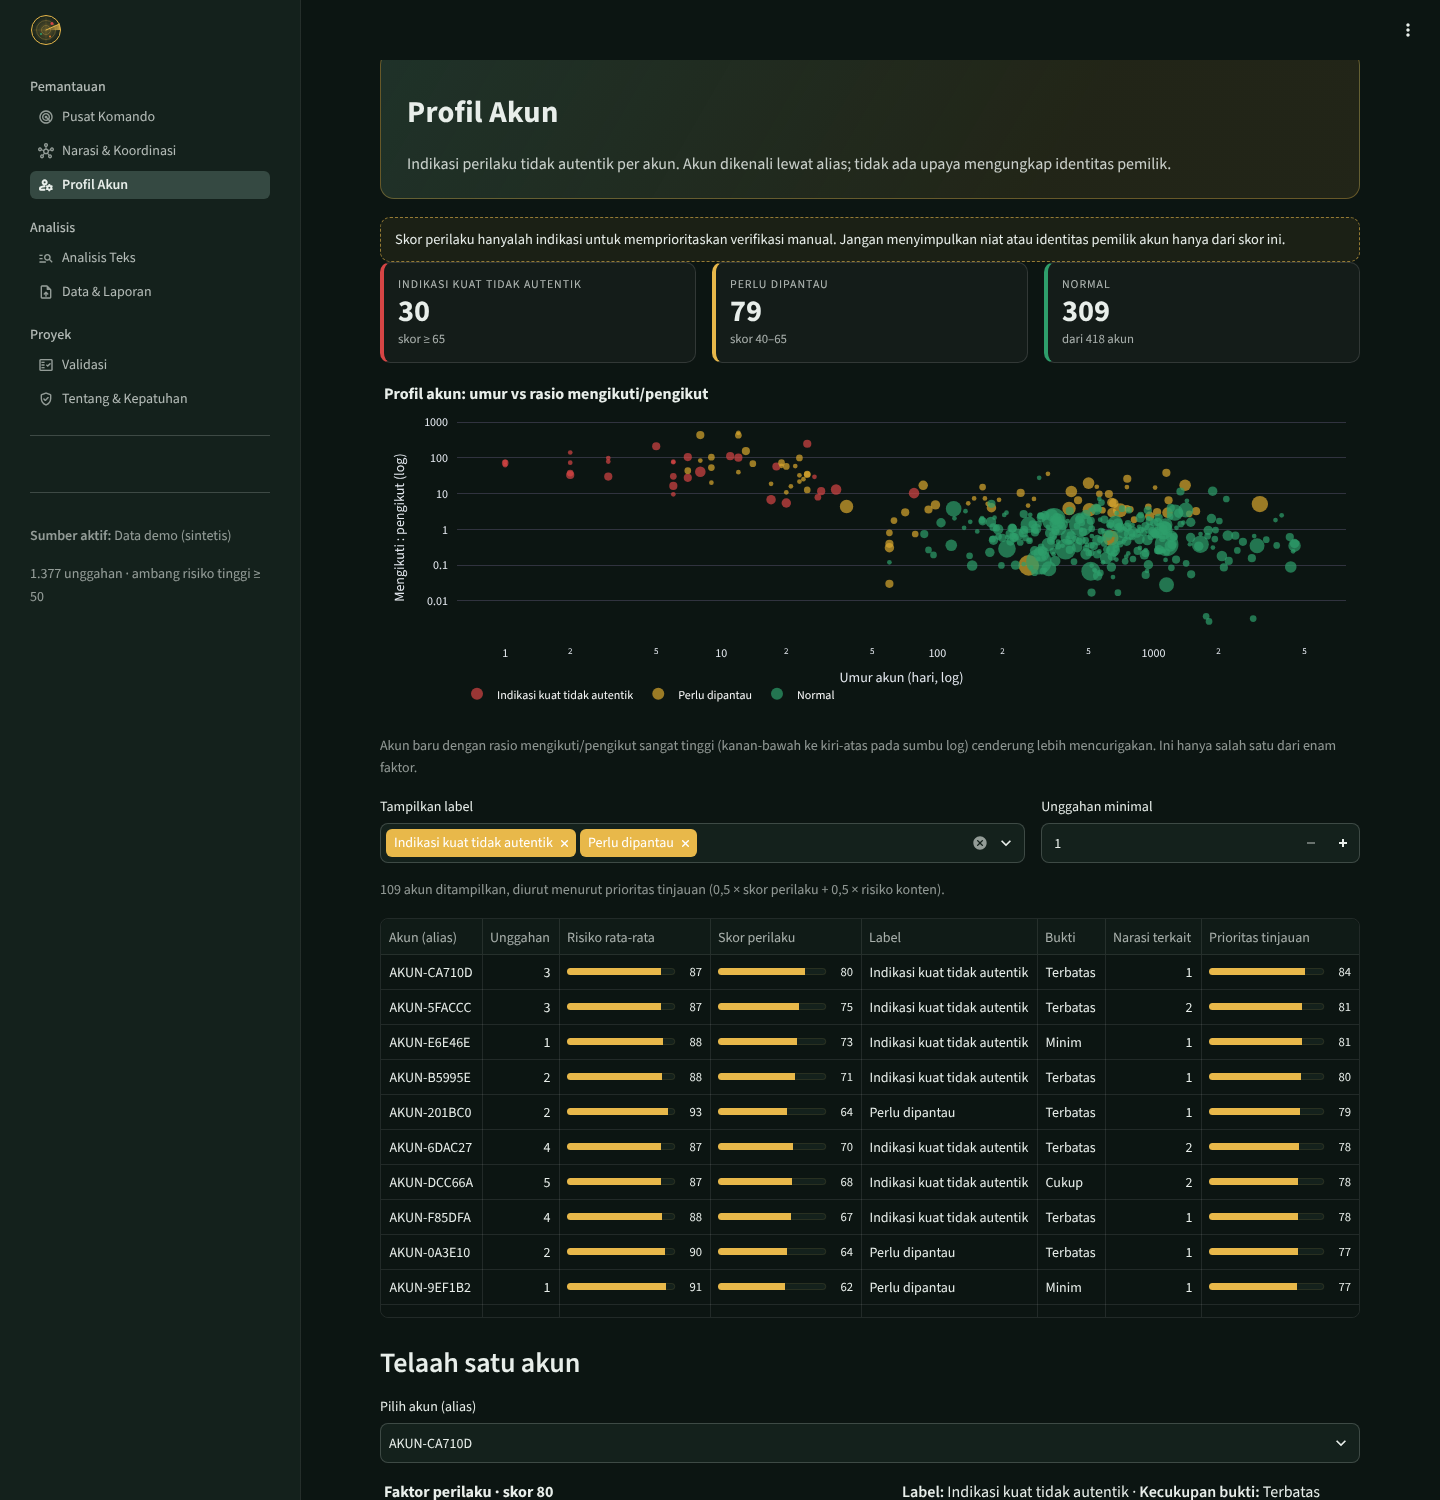 Pemantauan
Pusat Komando
Narasi & Koordinasi
Profil Akun
Analisis
Analisis Teks
Data & Laporan
Proyek
Validasi
Tentang & Kepatuhan
Sumber aktif: Data demo (sintetis)
1.377 unggahan · ambang risiko tinggi ≥
50
Profil Akun
Indikasi perilaku tidak autentik per akun. Akun dikenali lewat alias; tidak ada upaya mengungkap identitas pemilik.
Skor perilaku hanyalah indikasi untuk memprioritaskan verifikasi manual. Jangan menyimpulkan niat atau identitas pemilik akun hanya dari skor ini.
INDIKASI KUAT TIDAK AUTENTIK
30
skor ≥ 65
PERLU DIPANTAU
79
skor 40–65
NORMAL
309
dari 418 akun
Profil akun: umur vs rasio mengikuti/pengikut
Mengikuti : pengikut (log)
1000
100
10
1
0.1
0.01
1 2 5 10 2 5 100 2 5 1000 2 5
Umur akun (hari, log)
Indikasi kuat tidak autentik Perlu dipantau Normal
Akun baru dengan rasio mengikuti/pengikut sangat tinggi (kanan-bawah ke kiri-atas pada sumbu log) cenderung lebih mencurigakan. Ini hanya salah satu dari enam
faktor.
Tampilkan label
Indikasi kuat tidak autentik × Perlu dipantau ×
Unggahan minimal
1 − +
109 akun ditampilkan, diurut menurut prioritas tinjauan (0,5 × skor perilaku + 0,5 × risiko konten).
Akun (alias) Unggahan Risiko rata-rata Skor perilaku Label Bukti Narasi terkait Prioritas tinjauan
AKUN-CA710D 3 87 80 Indikasi kuat tidak autentik Terbatas 1 84
AKUN-5FACCC 3 87 75 Indikasi kuat tidak autentik Terbatas 2 81
AKUN-E6E46E 1 88 73 Indikasi kuat tidak autentik Minim 1 81
AKUN-B5995E 2 88 71 Indikasi kuat tidak autentik Terbatas 1 80
AKUN-201BC0 2 93 64 Perlu dipantau Terbatas 1 79
AKUN-6DAC27 4 87 70 Indikasi kuat tidak autentik Terbatas 2 78
AKUN-DCC66A 5 87 68 Indikasi kuat tidak autentik Cukup 2 78
AKUN-F85DFA 4 88 67 Indikasi kuat tidak autentik Terbatas 1 78
AKUN-0A3E10 2 90 64 Perlu dipantau Terbatas 1 77
AKUN-9EF1B2 1 91 62 Perlu dipantau Minim 1 77
Telaah satu akun
Pilih akun (alias)
AKUN-CA710D
Faktor perilaku · skor 80
Label: Indikasi kuat tidak autentik · Kecukupan bukti: Terbatas